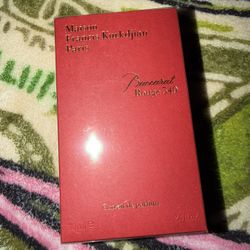 Maison
Francis Kurkdjian
Paris
Baccarat
Rouge 540
Extrait de parfum